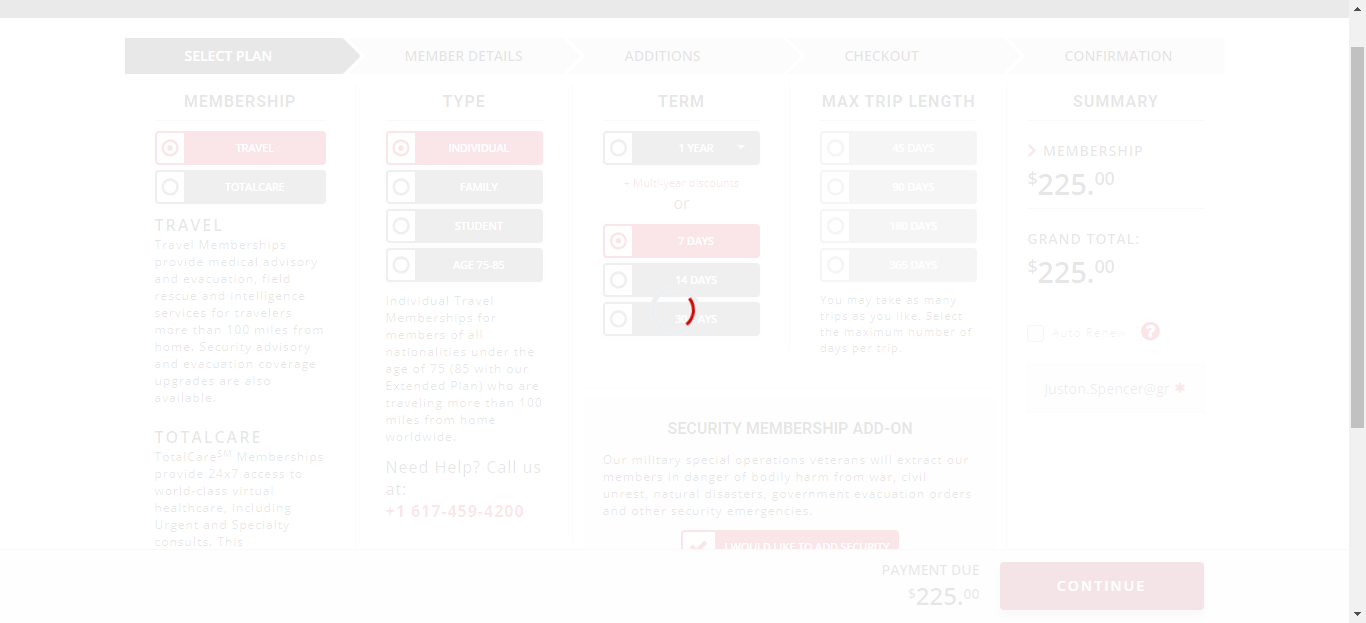 SELECT PLAN
MEMBER DETAILS
ADDITIONS
CHECKOUT
CONFIRMATION
MEMBERSHIP
TRAVEL
TOTALCARE
TRAVEL
Travel Memberships
provide medical advisory
and evacuation, field
rescue and intelligence
services for travelers
more than 100 miles from
home. Security advisory
and evacuation coverage
upgrades are also
available.
TOTALCARE
TotalCareSM Memberships
provide 24x7 access to
world-class virtual
healthcare, including
Urgent and Specialty
consults. This
TYPE
INDIVIDUAL
FAMILY
STUDENT
AGE 75-85
Individual Travel
Memberships for
members of all
nationalities under the
age of 75 (85 with our
Extended Plan) who are
traveling more than 100
miles from home
worldwide.
Need Help? Call us
at:
+1 617-459-4200
TERM
1 YEAR
– Multi-year discounts
or
7 DAYS
14 DAYS
30 DAYS
MAX TRIP LENGTH
45 DAYS
90 DAYS
180 DAYS
365 DAYS
You may take as many
trips as you like. Select
the maximum number of
days per trip.
SECURITY MEMBERSHIP ADD-ON
Our military special operations veterans will extract our
members in danger of bodily harm from war, civil
unrest, natural disasters, government evacuation orders
and other security emergencies.
I WOULD LIKE TO ADD SECURITY
SUMMARY
MEMBERSHIP
$225.00
GRAND TOTAL:
$225.00
Auto Renew ?
Juston.Spencer@gr *
PAYMENT DUE
$225.00
CONTINUE